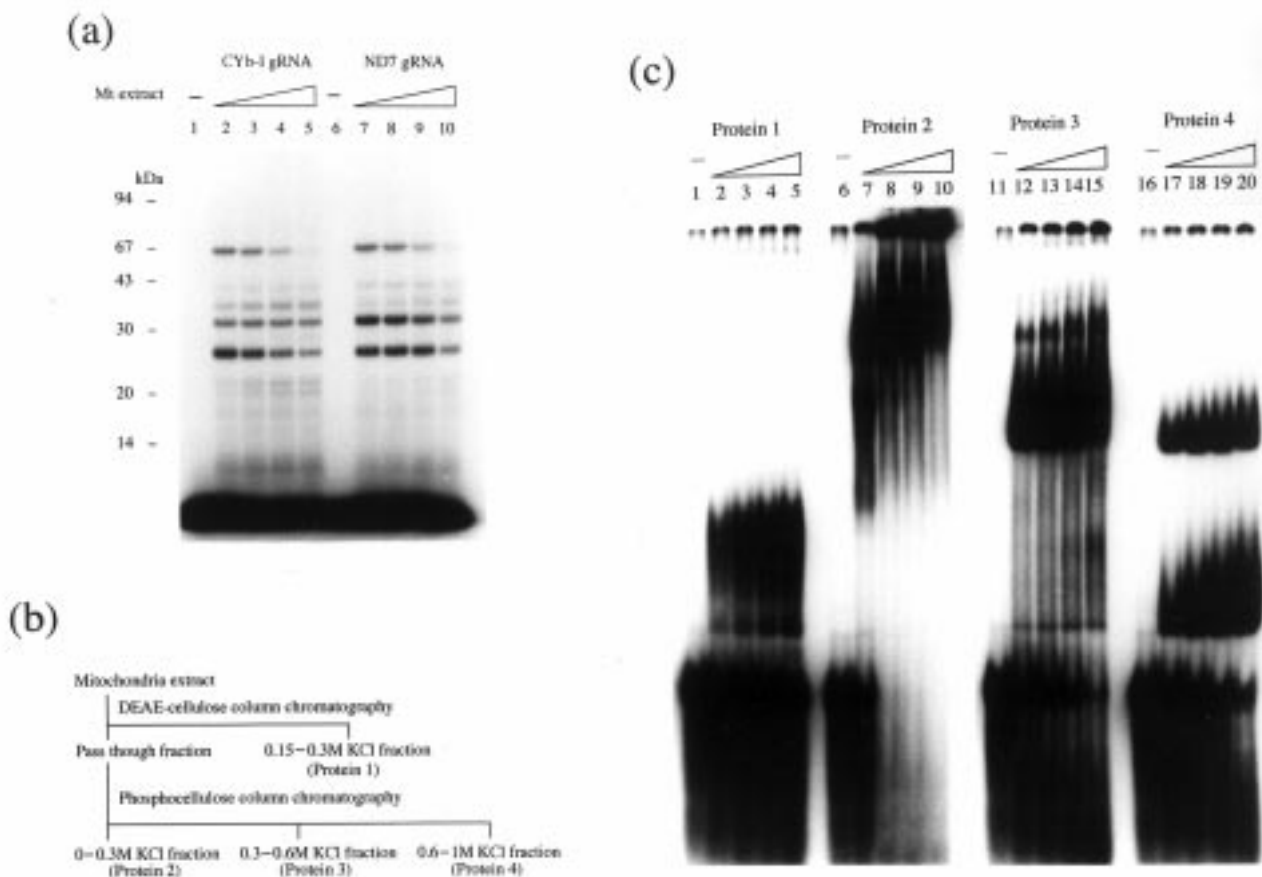 (a)
CYb-I gRNA ND7 gRNA
Mt extract – –
1 2 3 4 5 6 7 8 9 10
kDa
94 –
67 –
43 –
30 –
20 –
14 –
(b)
Mitochondria extract
DEAE-cellulose column chromatography
Pass though fraction 0.15–0.3M KCl fraction
(Protein 1)
Phosphocellulose column chromatography
0–0.3M KCl fraction 0.3–0.6M KCl fraction 0.6–1M KCl fraction
(Protein 2) (Protein 3) (Protein 4)
(c)
Protein 1 Protein 2 Protein 3 Protein 4
– – – –
1 2 3 4 5 6 7 8 9 10 11 12 13 14 15 16 17 18 19 20